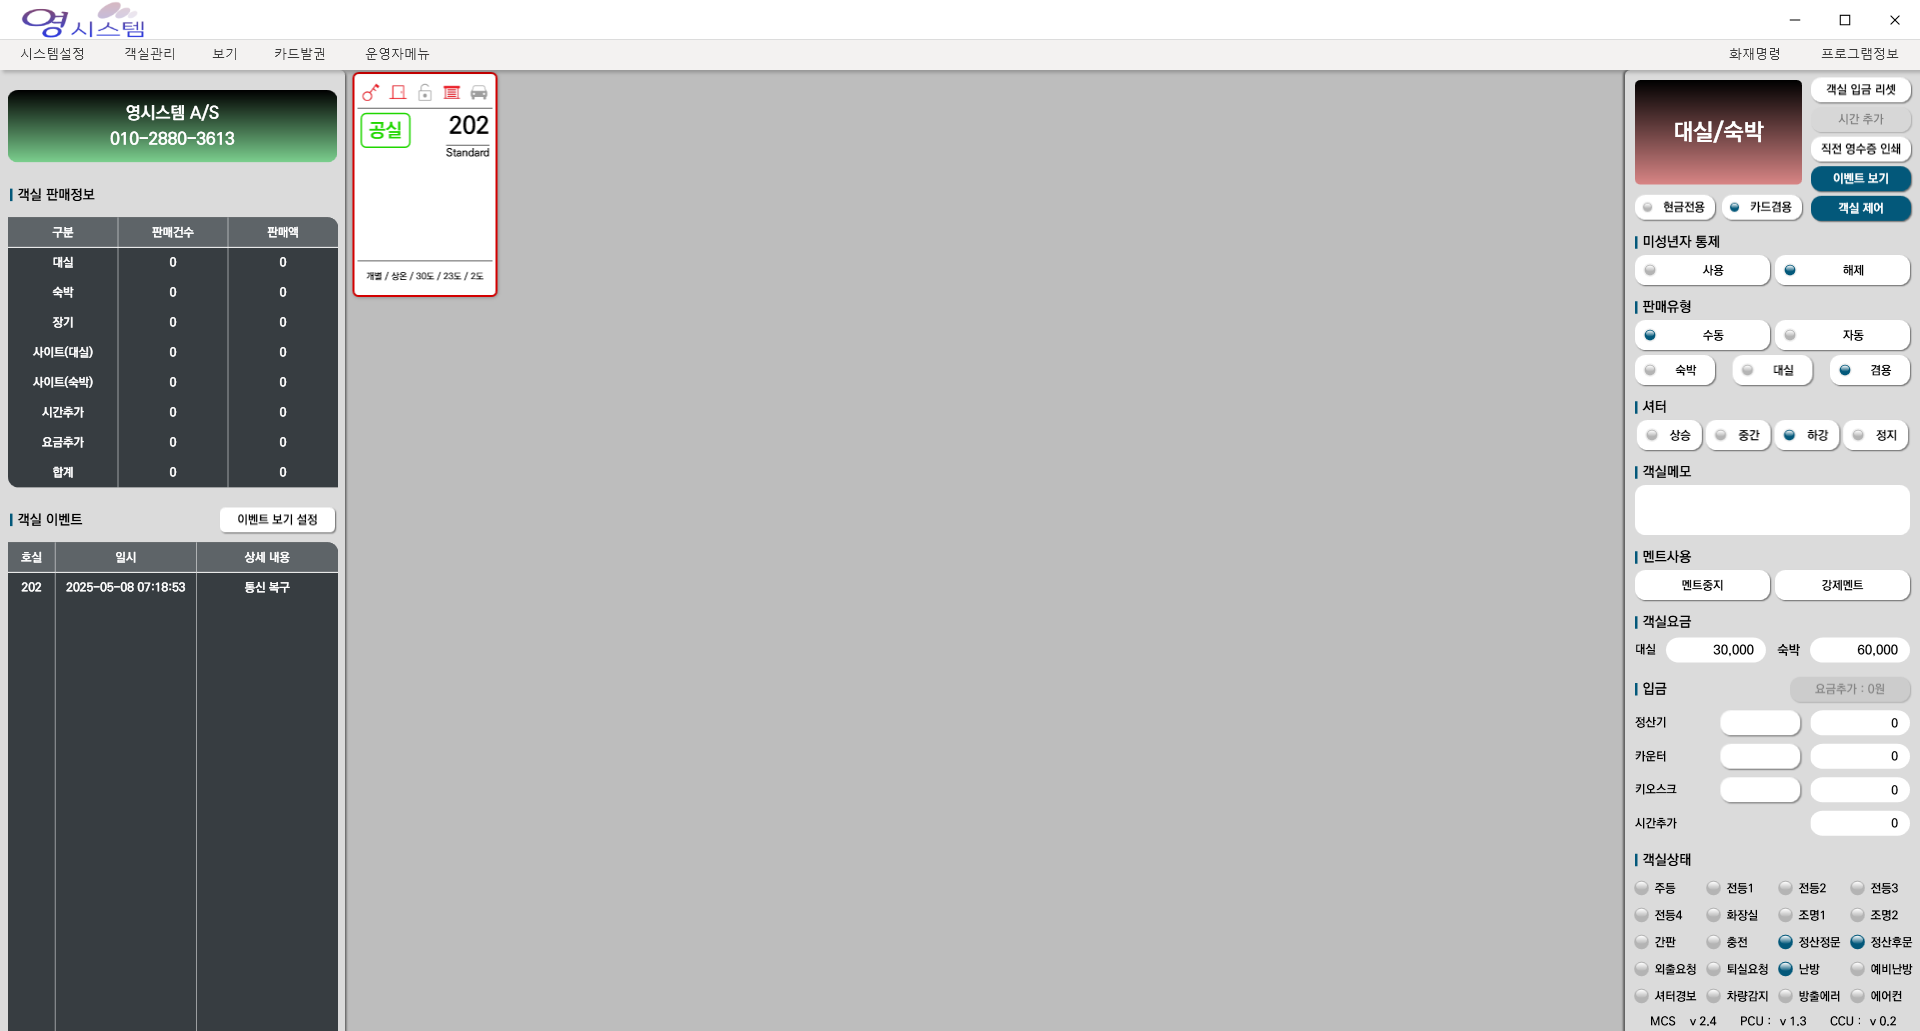 영시스템
시스템설정 객실관리 보기 카드발권 운영자메뉴 화재명령 프로그램정보
영시스템 A/S
010-2880-3613
객실 판매정보
구분 판매건수 판매액
대실 0 0
숙박 0 0
장기 0 0
사이트(대실) 0 0
사이트(숙박) 0 0
시간추가 0 0
요금추가 0 0
합계 0 0
객실 이벤트 이벤트 보기 설정
호실 일시 상세 내용
202 2025-05-08 07:18:53 통신 복구
공실 202
Standard
개별 / 상온 / 30도 / 23도 / 2도
대실/숙박
객실 입금 리셋
시간 추가
직전 영수증 인쇄
이벤트 보기
현금전용 카드겸용 객실 제어
미성년자 통제
사용 해제
판매유형
수동 자동
숙박 대실 겸용
셔터
상승 중간 하강 정지
객실메모
멘트사용
멘트중지 강제멘트
객실요금
대실 30,000 숙박 60,000
입금 요금추가 : 0원
정산기 0
카운터 0
키오스크 0
시간추가 0
객실상태
주등 전등1 전등2 전등3
전등4 화장실 조명1 조명2
간판 충전 정산정문 정산후문
외출요청 퇴실요청 난방 예비난방
셔터경보 차량감지 방출에러 에어컨
MCS v 2.4 PCU : v 1.3 CCU : v 0.2